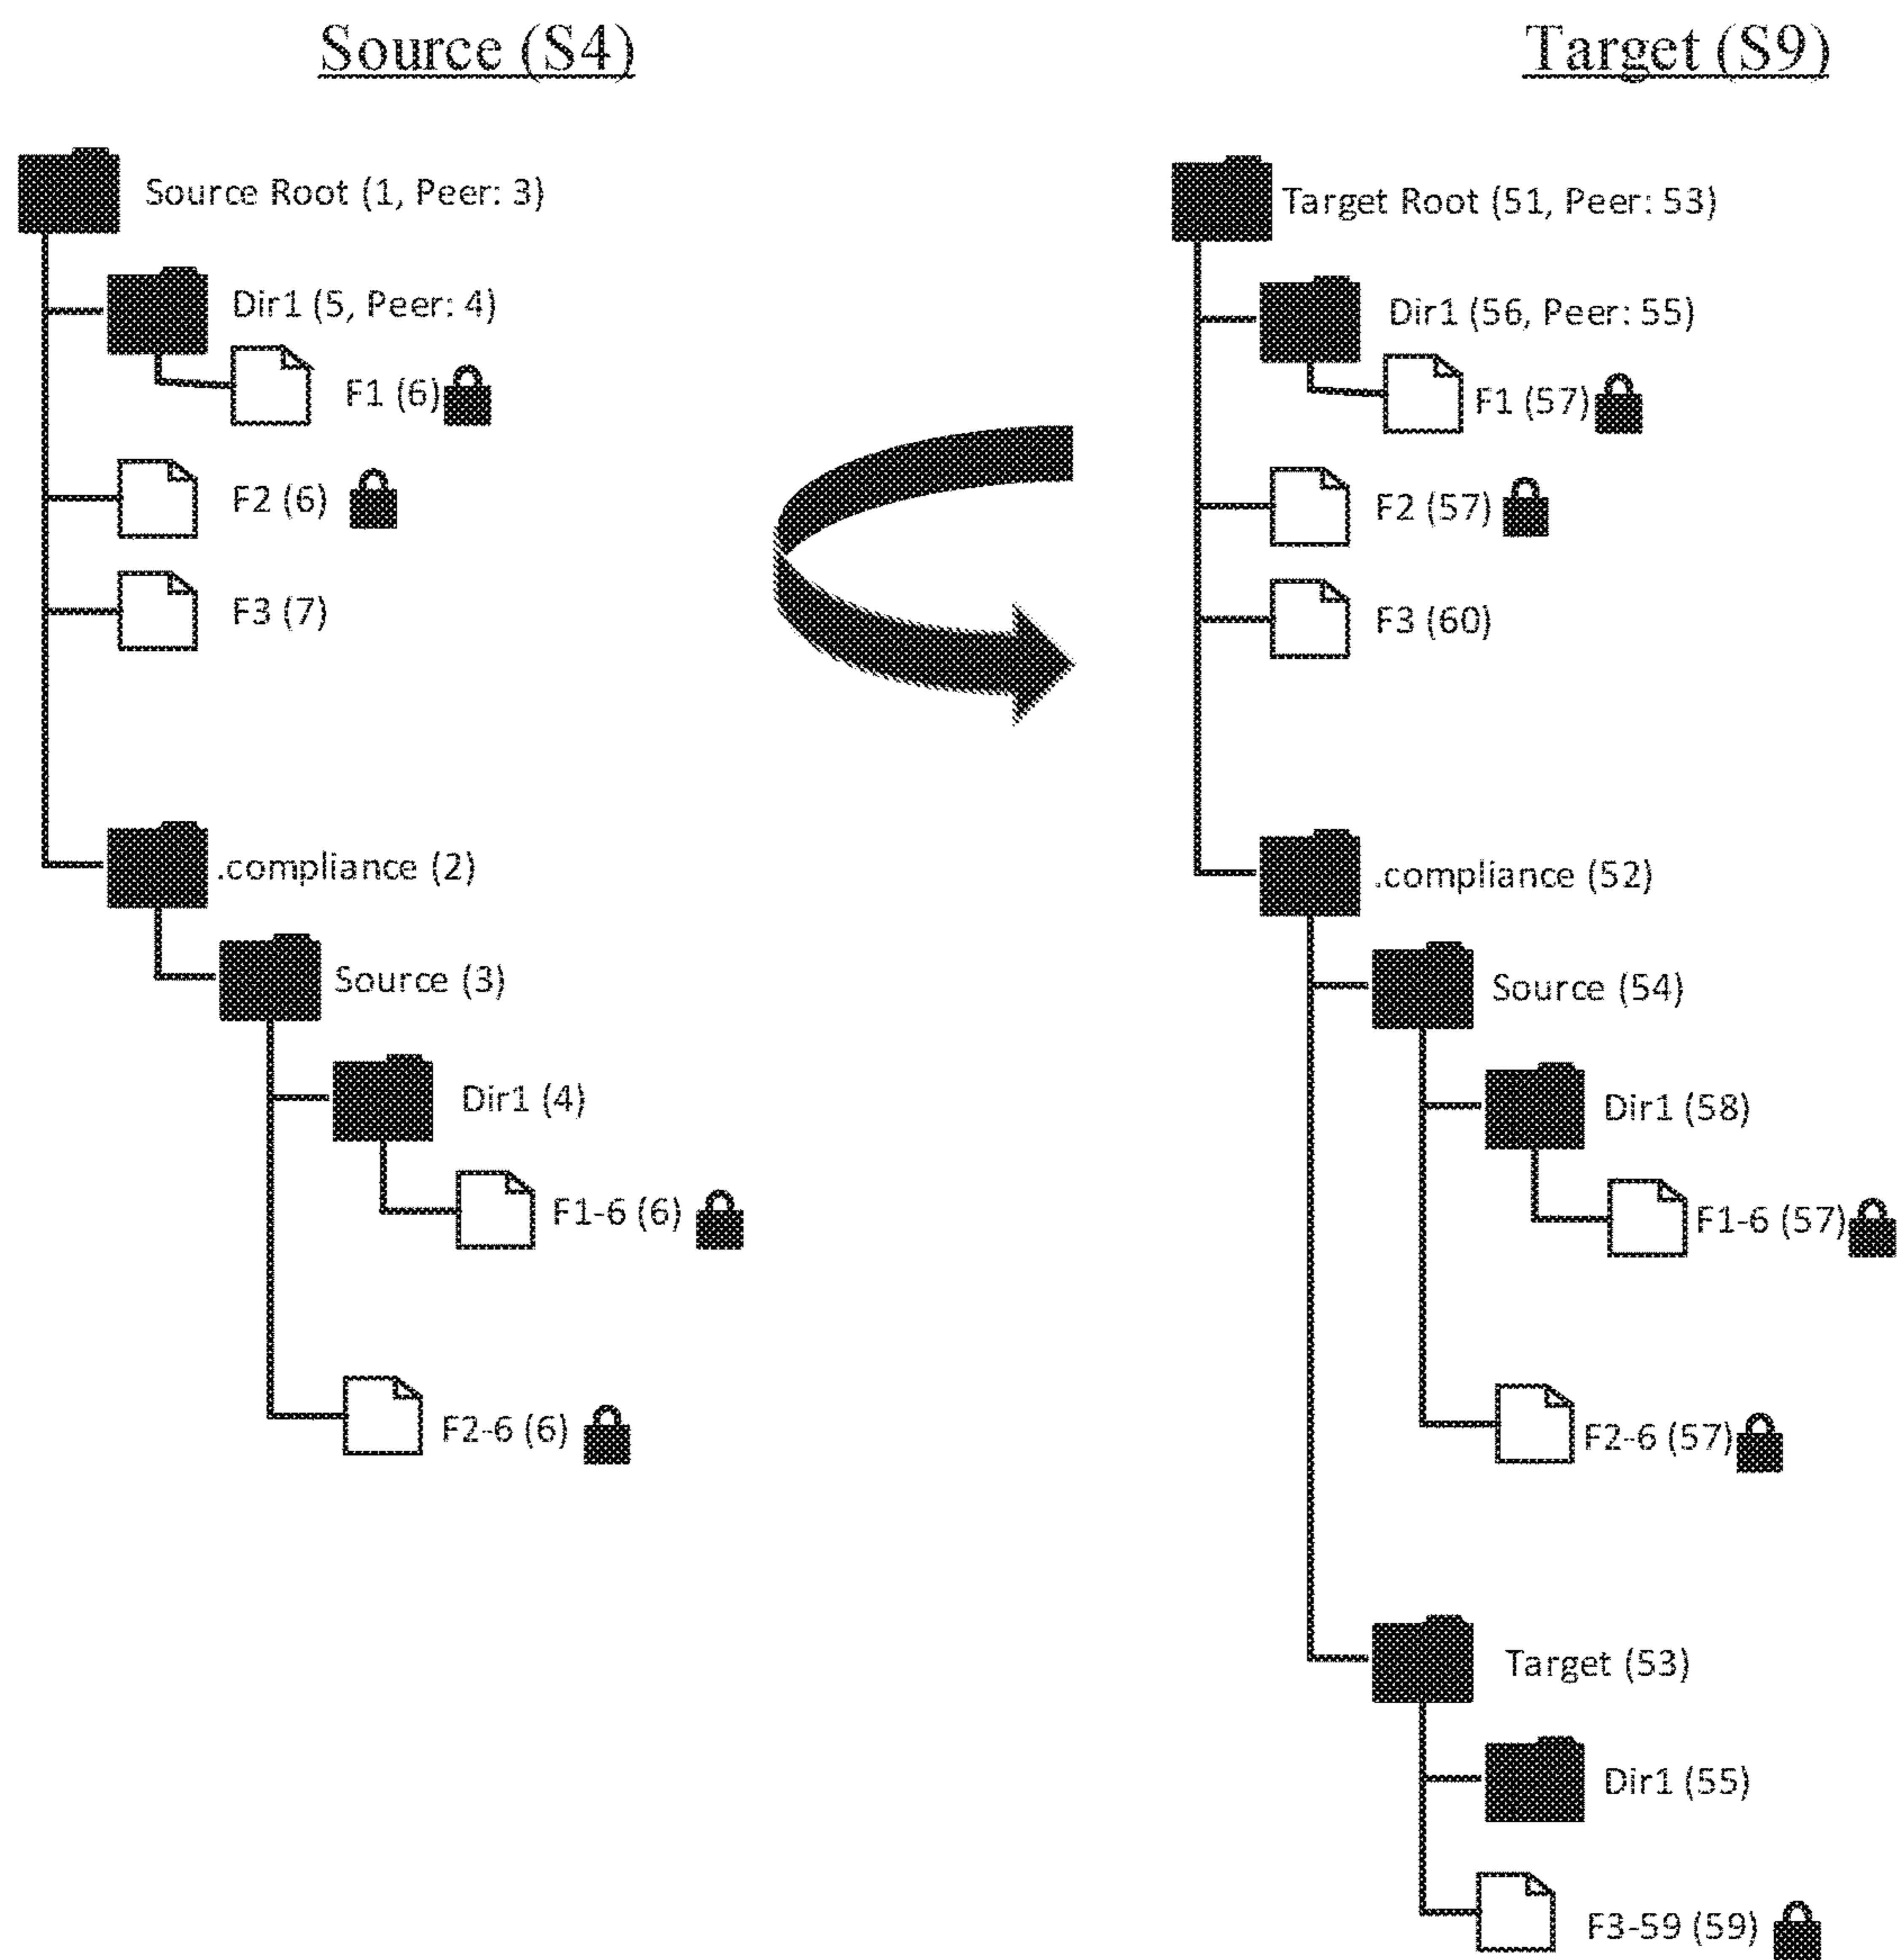 Source (S4)
Source Root (1, Peer: 3)
Dir1 (5, Peer: 4)
F1 (6)
F2 (6)
F3 (7)
.compliance (2)
Source (3)
Dir1 (4)
F1-6 (6)
F2-6 (6)
Target (S9)
Target Root (51, Peer: 53)
Dir1 (56, Peer: 55)
F1 (57)
F2 (57)
F3 (60)
.compliance (52)
Source (54)
Dir1 (58)
F1-6 (57)
F2-6 (57)
Target (53)
Dir1 (55)
F3-59 (59)